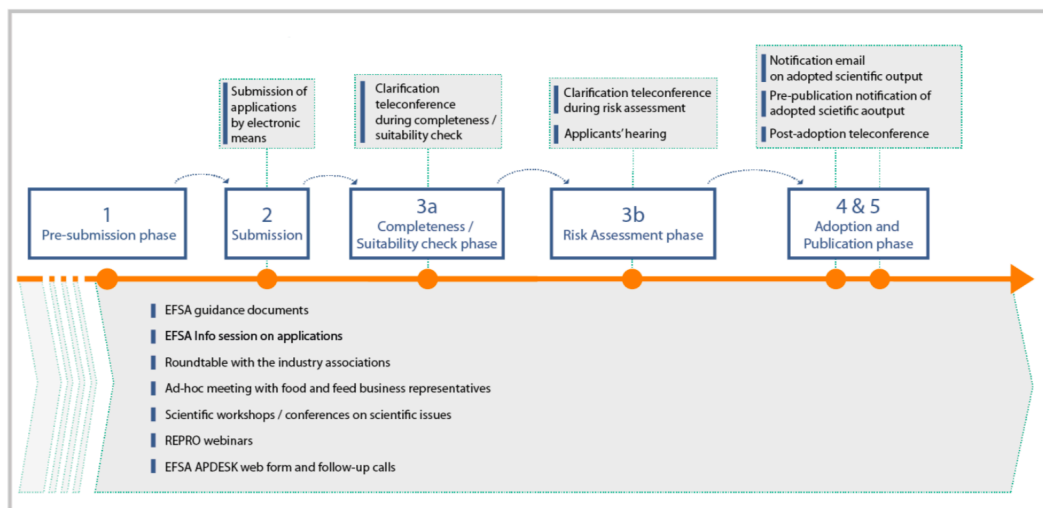 Submission of
applications
by electronic
means
Clarification
teleconference
during completeness /
suitability check
Clarification teleconference
during risk assessment
Applicants' hearing
Notification email
on adopted scientific output
Pre-publication notification of
adopted scietific aoutput
Post-adoption teleconference
1
Pre-submission phase
2
Submission
3a
Completeness /
Suitability check phase
3b
Risk Assessment phase
4 & 5
Adoption and
Publication phase
EFSA guidance documents
EFSA Info session on applications
Roundtable with the industry associations
Ad-hoc meeting with food and feed business representatives
Scientific workshops / conferences on scientific issues
REPRO webinars
EFSA APDESK web form and follow-up calls